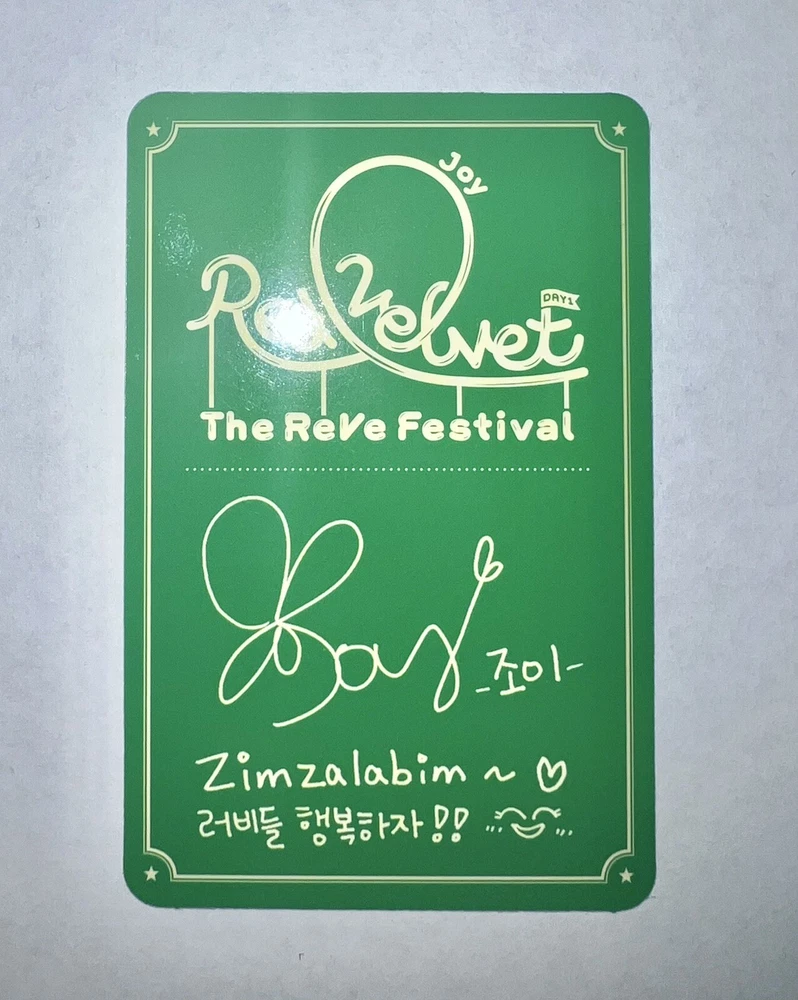 Joy
Red Velvet
DAY1
The ReVe Festival
Joy
-조이-
Zimzalabim ~ ♡
러비들 행복하자!!